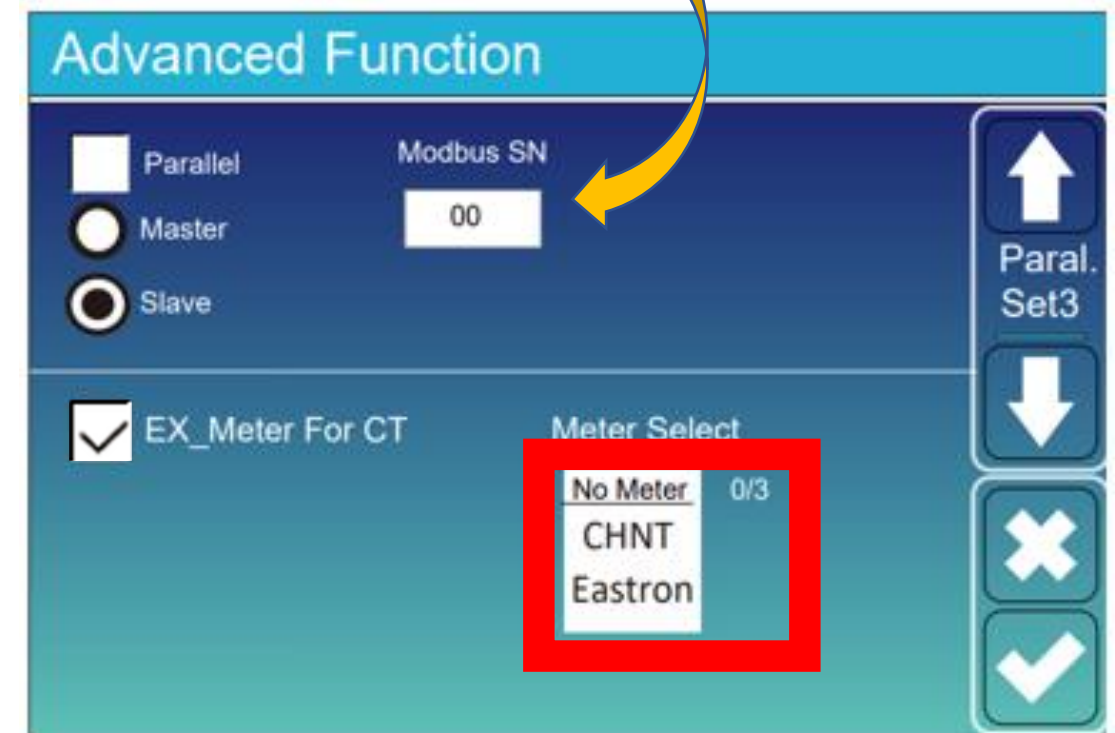 Advanced Function
Parallel
Modbus SN
00
Master
Slave
Paral.
Set3
EX_Meter For CT
Meter Select
No Meter 0/3
CHNT
Eastron